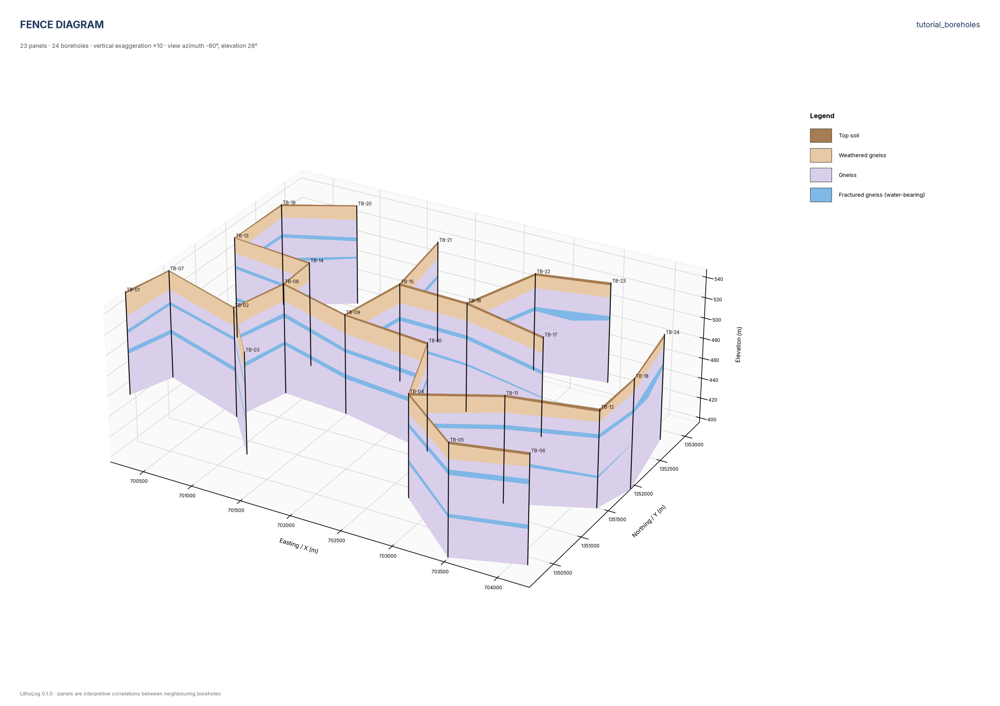 FENCE DIAGRAM
tutorial_boreholes
23 panels · 24 boreholes · vertical exaggeration ×10 · view azimuth -60°, elevation 28°
Legend
Top soil
Weathered gneiss
Gneiss
Fractured gneiss (water-bearing)
TB-19
TB-20
TB-13
TB-21
TB-14
TB-07
TB-22
TB-08
TB-15
TB-23
TB-01
TB-16
TB-02
TB-09
TB-17
TB-24
TB-10
TB-03
TB-18
TB-04
TB-11
TB-12
TB-05
TB-06
540
520
500
480
460
440
420
400
Elevation (m)
1353000
1352500
1352000
1351500
1351000
1350500
Northing / Y (m)
700500
701000
701500
702000
702500
703000
703500
704000
Easting / X (m)
LithoLog 0.1.0 · panels are interpretive correlations between neighbouring boreholes